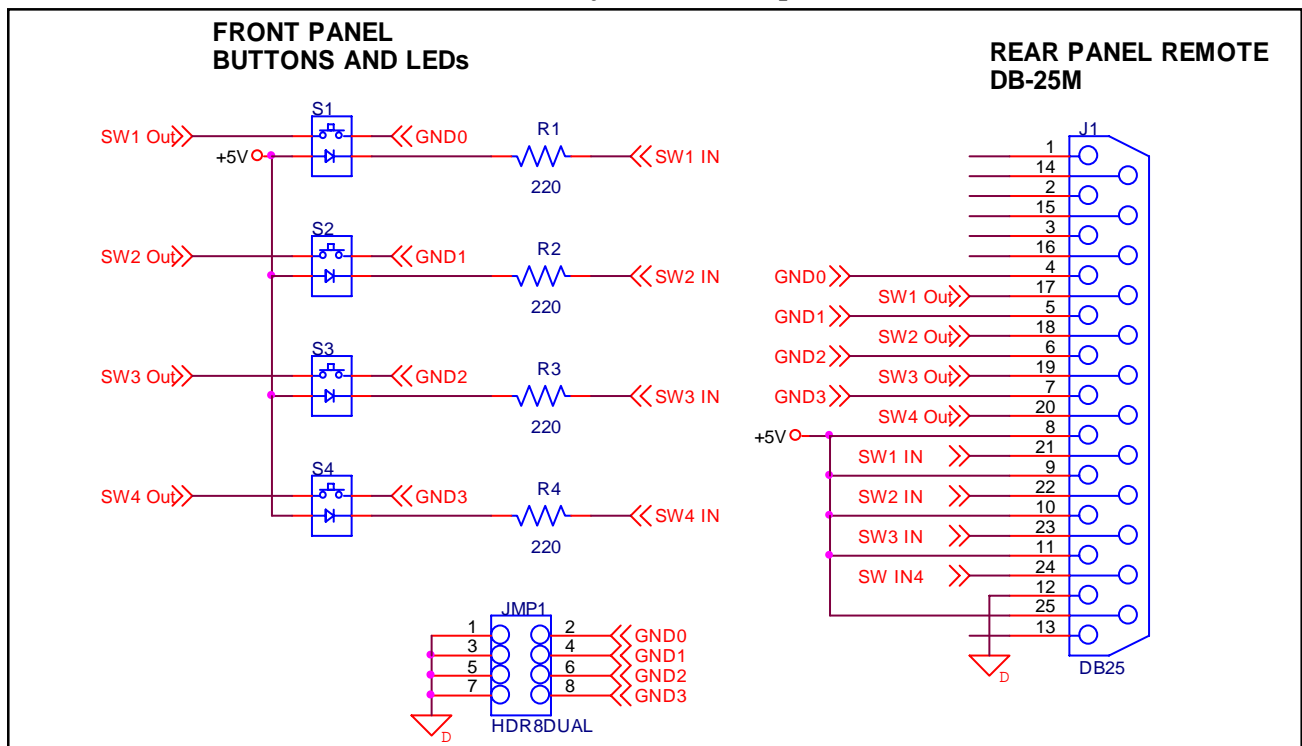 FRONT PANEL
BUTTONS AND LEDs
REAR PANEL REMOTE
DB-25M
S1
SW1 Out
GND0
+5V
R1
220
SW1 IN
S2
SW2 Out
GND1
R2
220
SW2 IN
S3
SW3 Out
GND2
R3
220
SW3 IN
S4
SW4 Out
GND3
R4
220
SW4 IN
JMP1
1
2
GND0
3
4
GND1
5
6
GND2
7
8
GND3
D
HDR8DUAL
J1
1
14
2
15
3
16
GND0
4
SW1 Out
17
GND1
5
SW2 Out
18
GND2
6
SW3 Out
19
GND3
7
SW4 Out
20
+5V
8
SW1 IN
21
9
SW2 IN
22
10
SW3 IN
23
11
SW IN4
24
12
25
13
D
DB25